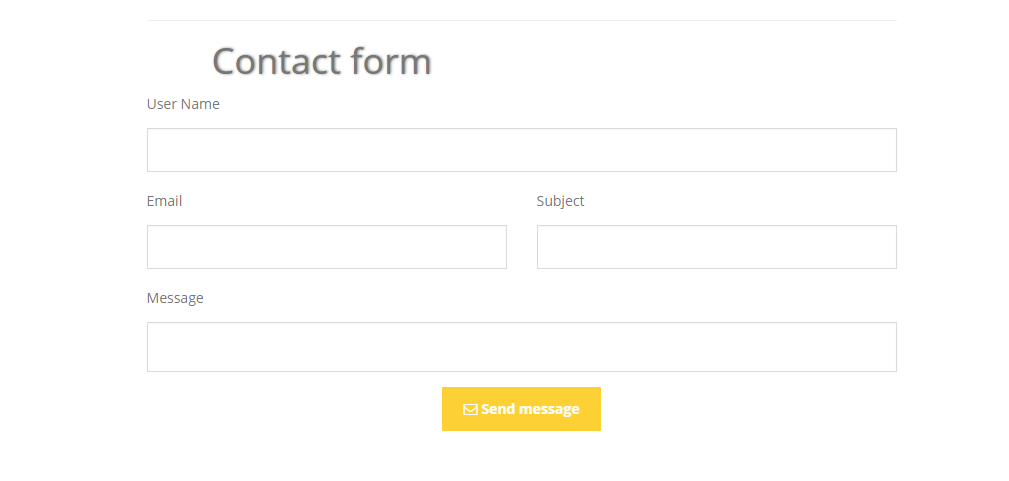 Contact form
User Name
Email
Subject
Message
Send message